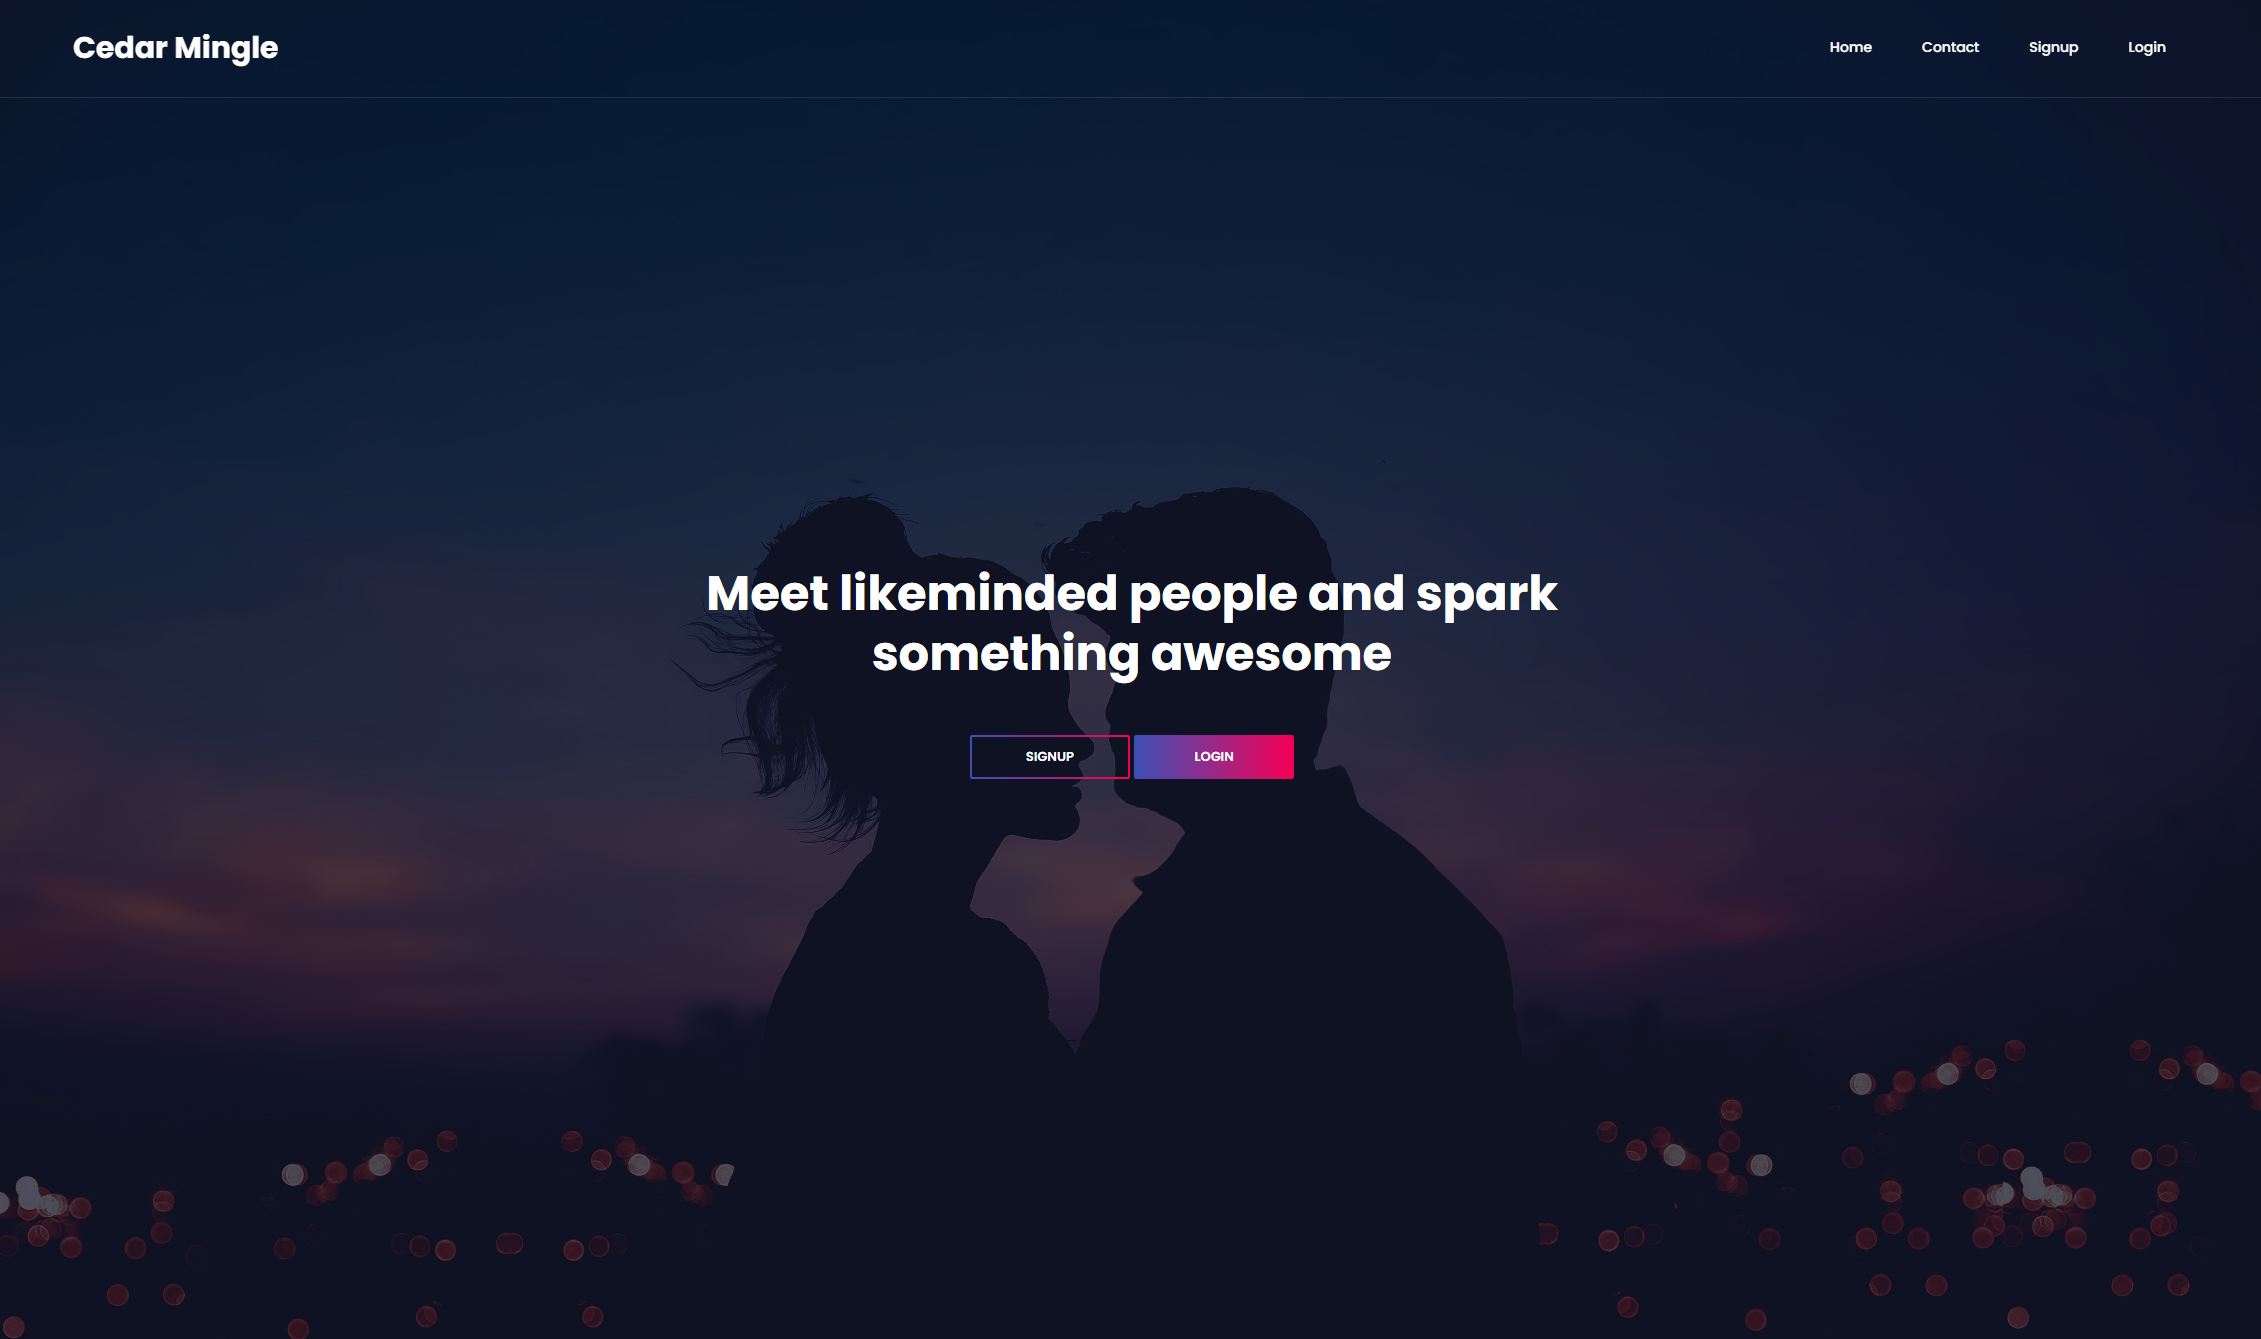 Cedar Mingle
Home Contact Signup Login
Meet likeminded people and spark
something awesome
SIGNUP LOGIN